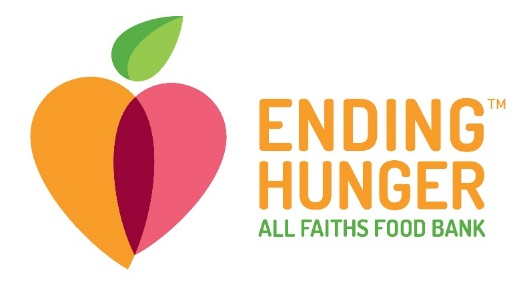 ENDING™
HUNGER
ALL FAITHS FOOD BANK